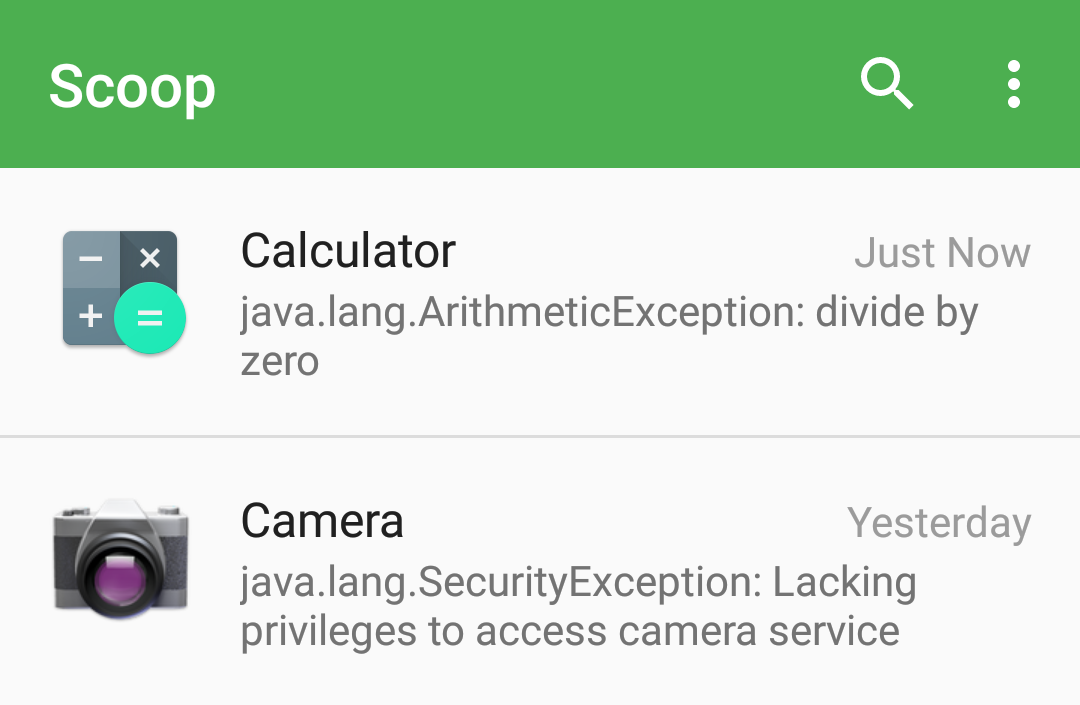 Scoop
Calculator
Just Now
java.lang.ArithmeticException: divide by
zero
Camera
Yesterday
java.lang.SecurityException: Lacking
privileges to access camera service